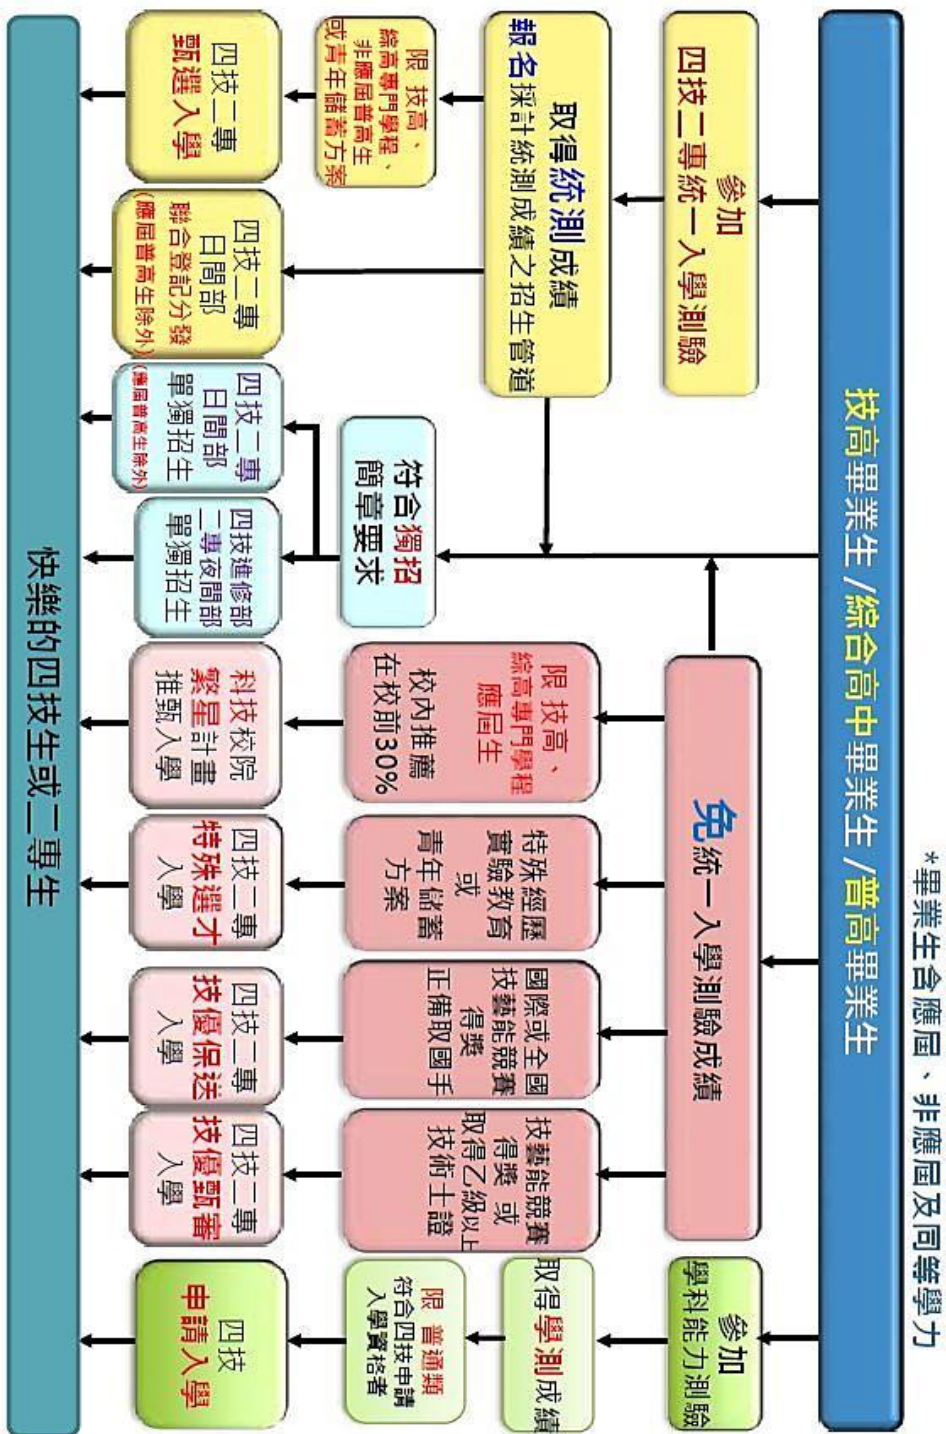 *畢業生含應屆、非應屆及同等學力
技高畢業生/綜合高中畢業生/普高畢業生
參加
四技二專統一入學測驗
免統一入學測驗成績
參加
學科能力測驗
取得統測成績
報名採計統測成績之招生管道
取得學測成績
限 技高、
綜高專門學程、
非應屆普高生
或青年儲蓄方案
符合獨招
簡章要求
限 技高、
綜高專門學程
應屆生
校內推薦
在校前30%
特殊經歷
實驗教育
或
青年儲蓄
方案
國際或全國
技藝能競賽
得獎
正備取國手
技藝能競賽
得獎 或
取得乙級以上
技術士證
限 普通類
符合四技申請
入學資格者
四技二專
甄選入學
四技二專
日間部
聯合登記分發
(應屆普高生除外)
四技二專
日間部
單獨招生
(應屆普高生除外)
四技進修部
二專夜間部
單獨招生
科技校院
繁星計畫
推甄入學
四技二專
特殊選才
入學
四技二專
技優保送
入學
四技二專
技優甄審
入學
四技
申請入學
快樂的四技生或二專生